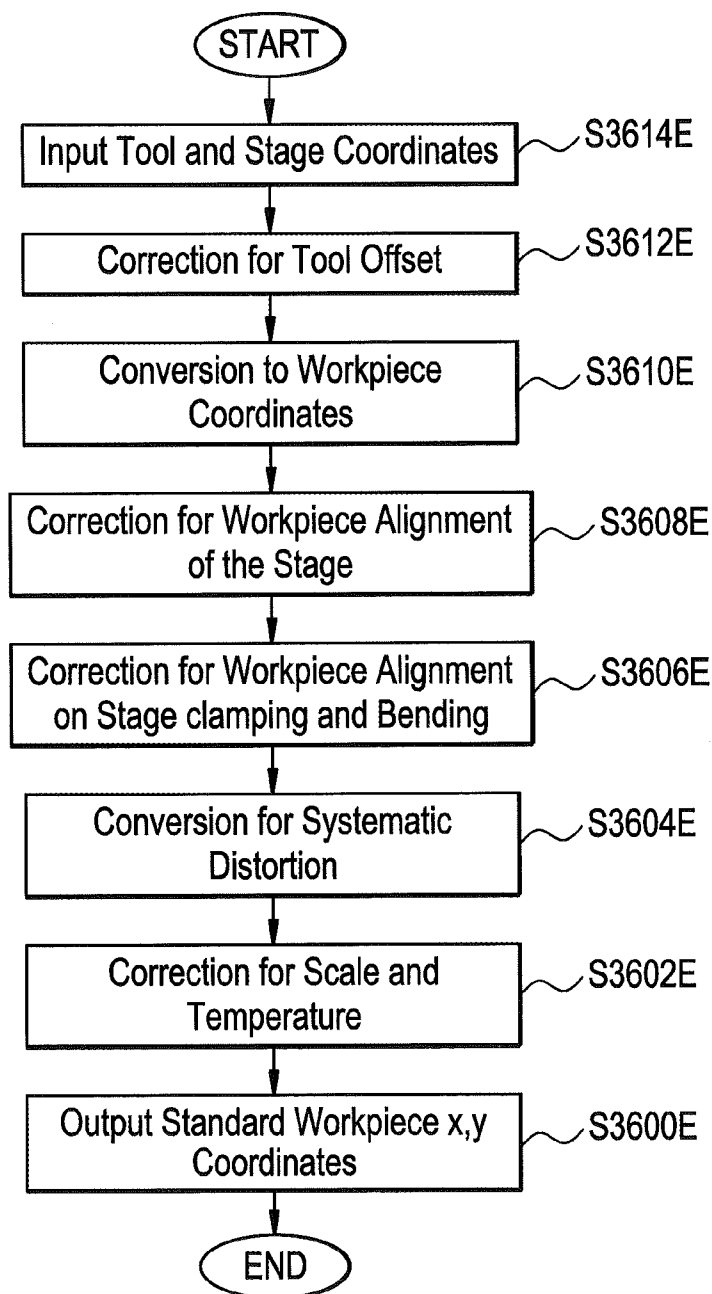 START
Input Tool and Stage Coordinates
S3614E
Correction for Tool Offset
S3612E
Conversion to Workpiece
Coordinates
S3610E
Correction for Workpiece Alignment
of the Stage
S3608E
Correction for Workpiece Alignment
on Stage clamping and Bending
S3606E
Conversion for Systematic
Distortion
S3604E
Correction for Scale and
Temperature
S3602E
Output Standard Workpiece x,y
Coordinates
S3600E
END